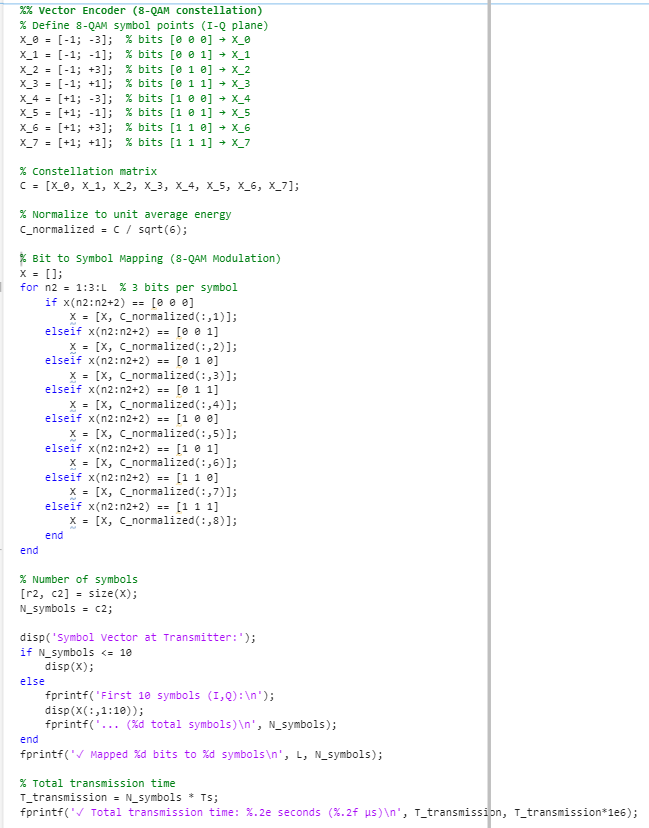 %% Vector Encoder (8-QAM constellation)
% Define 8-QAM symbol points (I-Q plane)
X_0 = [-1; -3];  % bits [0 0 0] → X_0
X_1 = [-1; -1];  % bits [0 0 1] → X_1
X_2 = [-1; +3];  % bits [0 1 0] → X_2
X_3 = [-1; +1];  % bits [0 1 1] → X_3
X_4 = [+1; -3];  % bits [1 0 0] → X_4
X_5 = [+1; -1];  % bits [1 0 1] → X_5
X_6 = [+1; +3];  % bits [1 1 0] → X_6
X_7 = [+1; +1];  % bits [1 1 1] → X_7
% Constellation matrix
C = [X_0, X_1, X_2, X_3, X_4, X_5, X_6, X_7];
% Normalize to unit average energy
C_normalized = C / sqrt(6);
% Bit to Symbol Mapping (8-QAM Modulation)
X = [];
for n2 = 1:3:L  % 3 bits per symbol
    if x(n2:n2+2) == [0 0 0]
        X = [X, C_normalized(:,1)];
    elseif x(n2:n2+2) == [0 0 1]
        X = [X, C_normalized(:,2)];
    elseif x(n2:n2+2) == [0 1 0]
        X = [X, C_normalized(:,3)];
    elseif x(n2:n2+2) == [0 1 1]
        X = [X, C_normalized(:,4)];
    elseif x(n2:n2+2) == [1 0 0]
        X = [X, C_normalized(:,5)];
    elseif x(n2:n2+2) == [1 0 1]
        X = [X, C_normalized(:,6)];
    elseif x(n2:n2+2) == [1 1 0]
        X = [X, C_normalized(:,7)];
    elseif x(n2:n2+2) == [1 1 1]
        X = [X, C_normalized(:,8)];
    end
end
% Number of symbols
[r2, c2] = size(X);
N_symbols = c2;
disp('Symbol Vector at Transmitter:');
if N_symbols <= 10
    disp(X);
else
    fprintf('First 10 symbols (I,Q):\n');
    disp(X(:,1:10));
    fprintf('... (%d total symbols)\n', N_symbols);
end
fprintf('✓ Mapped %d bits to %d symbols\n', L, N_symbols);
% Total transmission time
T_transmission = N_symbols * Ts;
fprintf('✓ Total transmission time: %.2e seconds (%.2f μs)\n', T_transmission, T_transmission*1e6);